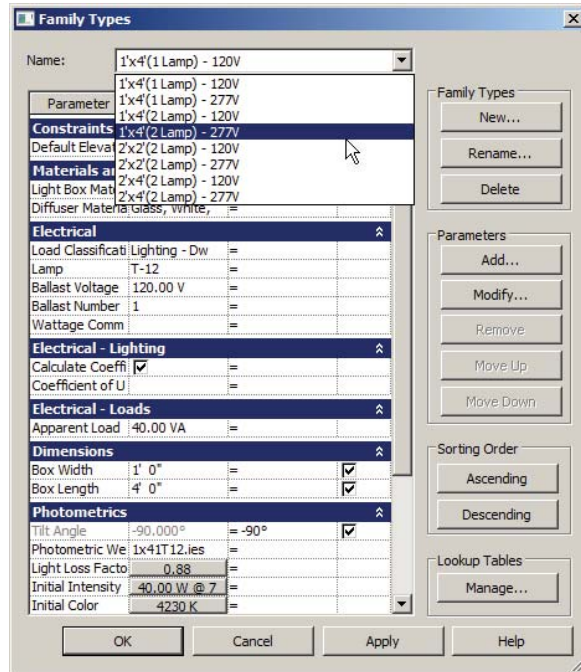 Family Types
Name: 1'x4'(1 Lamp) - 120V
1'x4'(1 Lamp) - 120V
1'x4'(1 Lamp) - 277V
1'x4'(2 Lamp) - 120V
1'x4'(2 Lamp) - 277V
2'x2'(2 Lamp) - 120V
2'x2'(2 Lamp) - 277V
2'x4'(2 Lamp) - 120V
2'x4'(2 Lamp) - 277V
Parameter
Constraints
Default Elevat
Materials a
Light Box Mat
Diffuser Materia Glass, White, =
Electrical
Load Classificati Lighting - Dw =
Lamp T-12 =
Ballast Voltage 120.00 V =
Ballast Number 1 =
Wattage Comm =
Electrical - Lighting
Calculate Coeffi =
Coefficient of U =
Electrical - Loads
Apparent Load 40.00 VA =
Dimensions
Box Width 1' 0" =
Box Length 4' 0" =
Photometrics
Tilt Angle -90.000° = -90°
Photometric We 1x41T12.ies =
Light Loss Facto 0.88 =
Initial Intensity 40.00 W @ 7 =
Initial Color 4230 K =
Family Types
New...
Rename...
Delete
Parameters
Add...
Modify...
Remove
Move Up
Move Down
Sorting Order
Ascending
Descending
Lookup Tables
Manage...
OK Cancel Apply Help